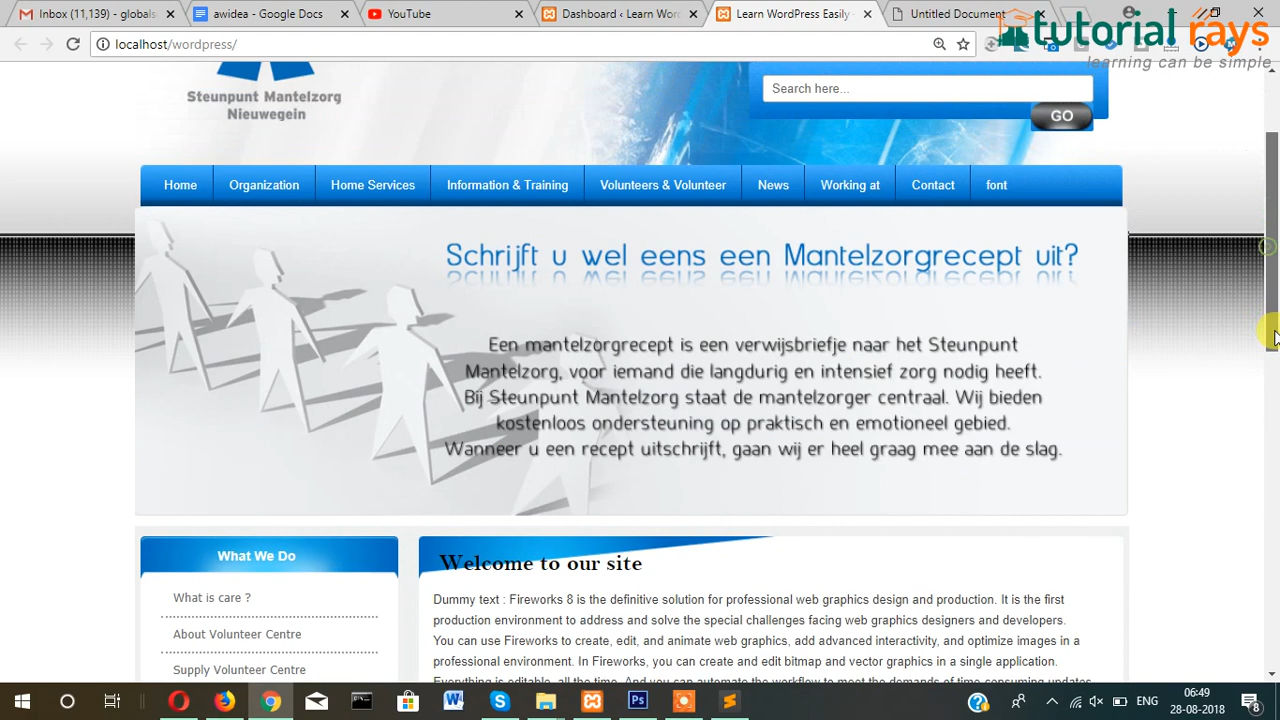 Inbox (11,139) - globals
awidea - Google Docs
YouTube
Dashboard ‹ Learn Wor
Learn WordPress Easily
Untitled Document
tutorial rays
learning can be simple
localhost/wordpress/
Steunpunt Mantelzorg
Nieuwegein
Search here...
GO
Home
Organization
Home Services
Information & Training
Volunteers & Volunteer
News
Working at
Contact
font
Schrijft u wel eens een Mantelzorgrecept uit?
Een mantelzorgrecept is een verwijsbriefje naar het Steunpunt
Mantelzorg, voor iemand die langdurig en intensief zorg nodig heeft.
Bij Steunpunt Mantelzorg staat de mantelzorger centraal. Wij bieden
kostenloos ondersteuning op praktisch en emotioneel gebied.
Wanneer u een recept uitschrijft, gaan wij er heel graag mee aan de slag.
What We Do
What is care ?
About Volunteer Centre
Supply Volunteer Centre
Welcome to our site
Dummy text : Fireworks 8 is the definitive solution for professional web graphics design and production. It is the first
production environment to address and solve the special challenges facing web graphics designers and developers.
You can use Fireworks to create, edit, and animate web graphics, add advanced interactivity, and optimize images in a
professional environment. In Fireworks, you can create and edit bitmap and vector graphics in a single application.
Everything is editable, all the time. And you can automate the workflow to meet the demands of time-consuming updates
ENG
06:49
28-08-2018
8